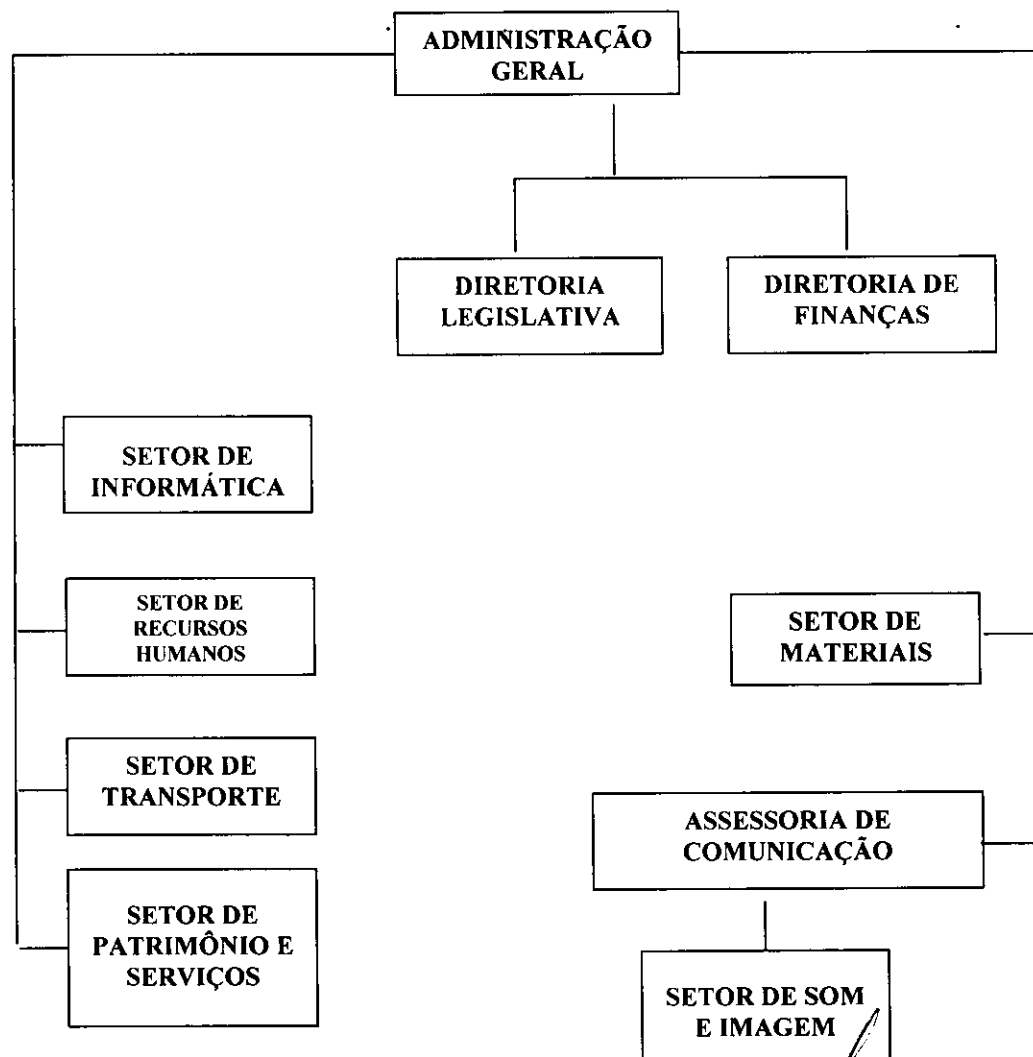 ADMINISTRAÇÃO
GERAL
DIRETORIA
LEGISLATIVA
DIRETORIA DE
FINANÇAS
SETOR DE
INFORMÁTICA
SETOR DE
RECURSOS
HUMANOS
SETOR DE
MATERIAIS
SETOR DE
TRANSPORTE
ASSESSORIA DE
COMUNICAÇÃO
SETOR DE
PATRIMÔNIO E
SERVIÇOS
SETOR DE SOM
E IMAGEM